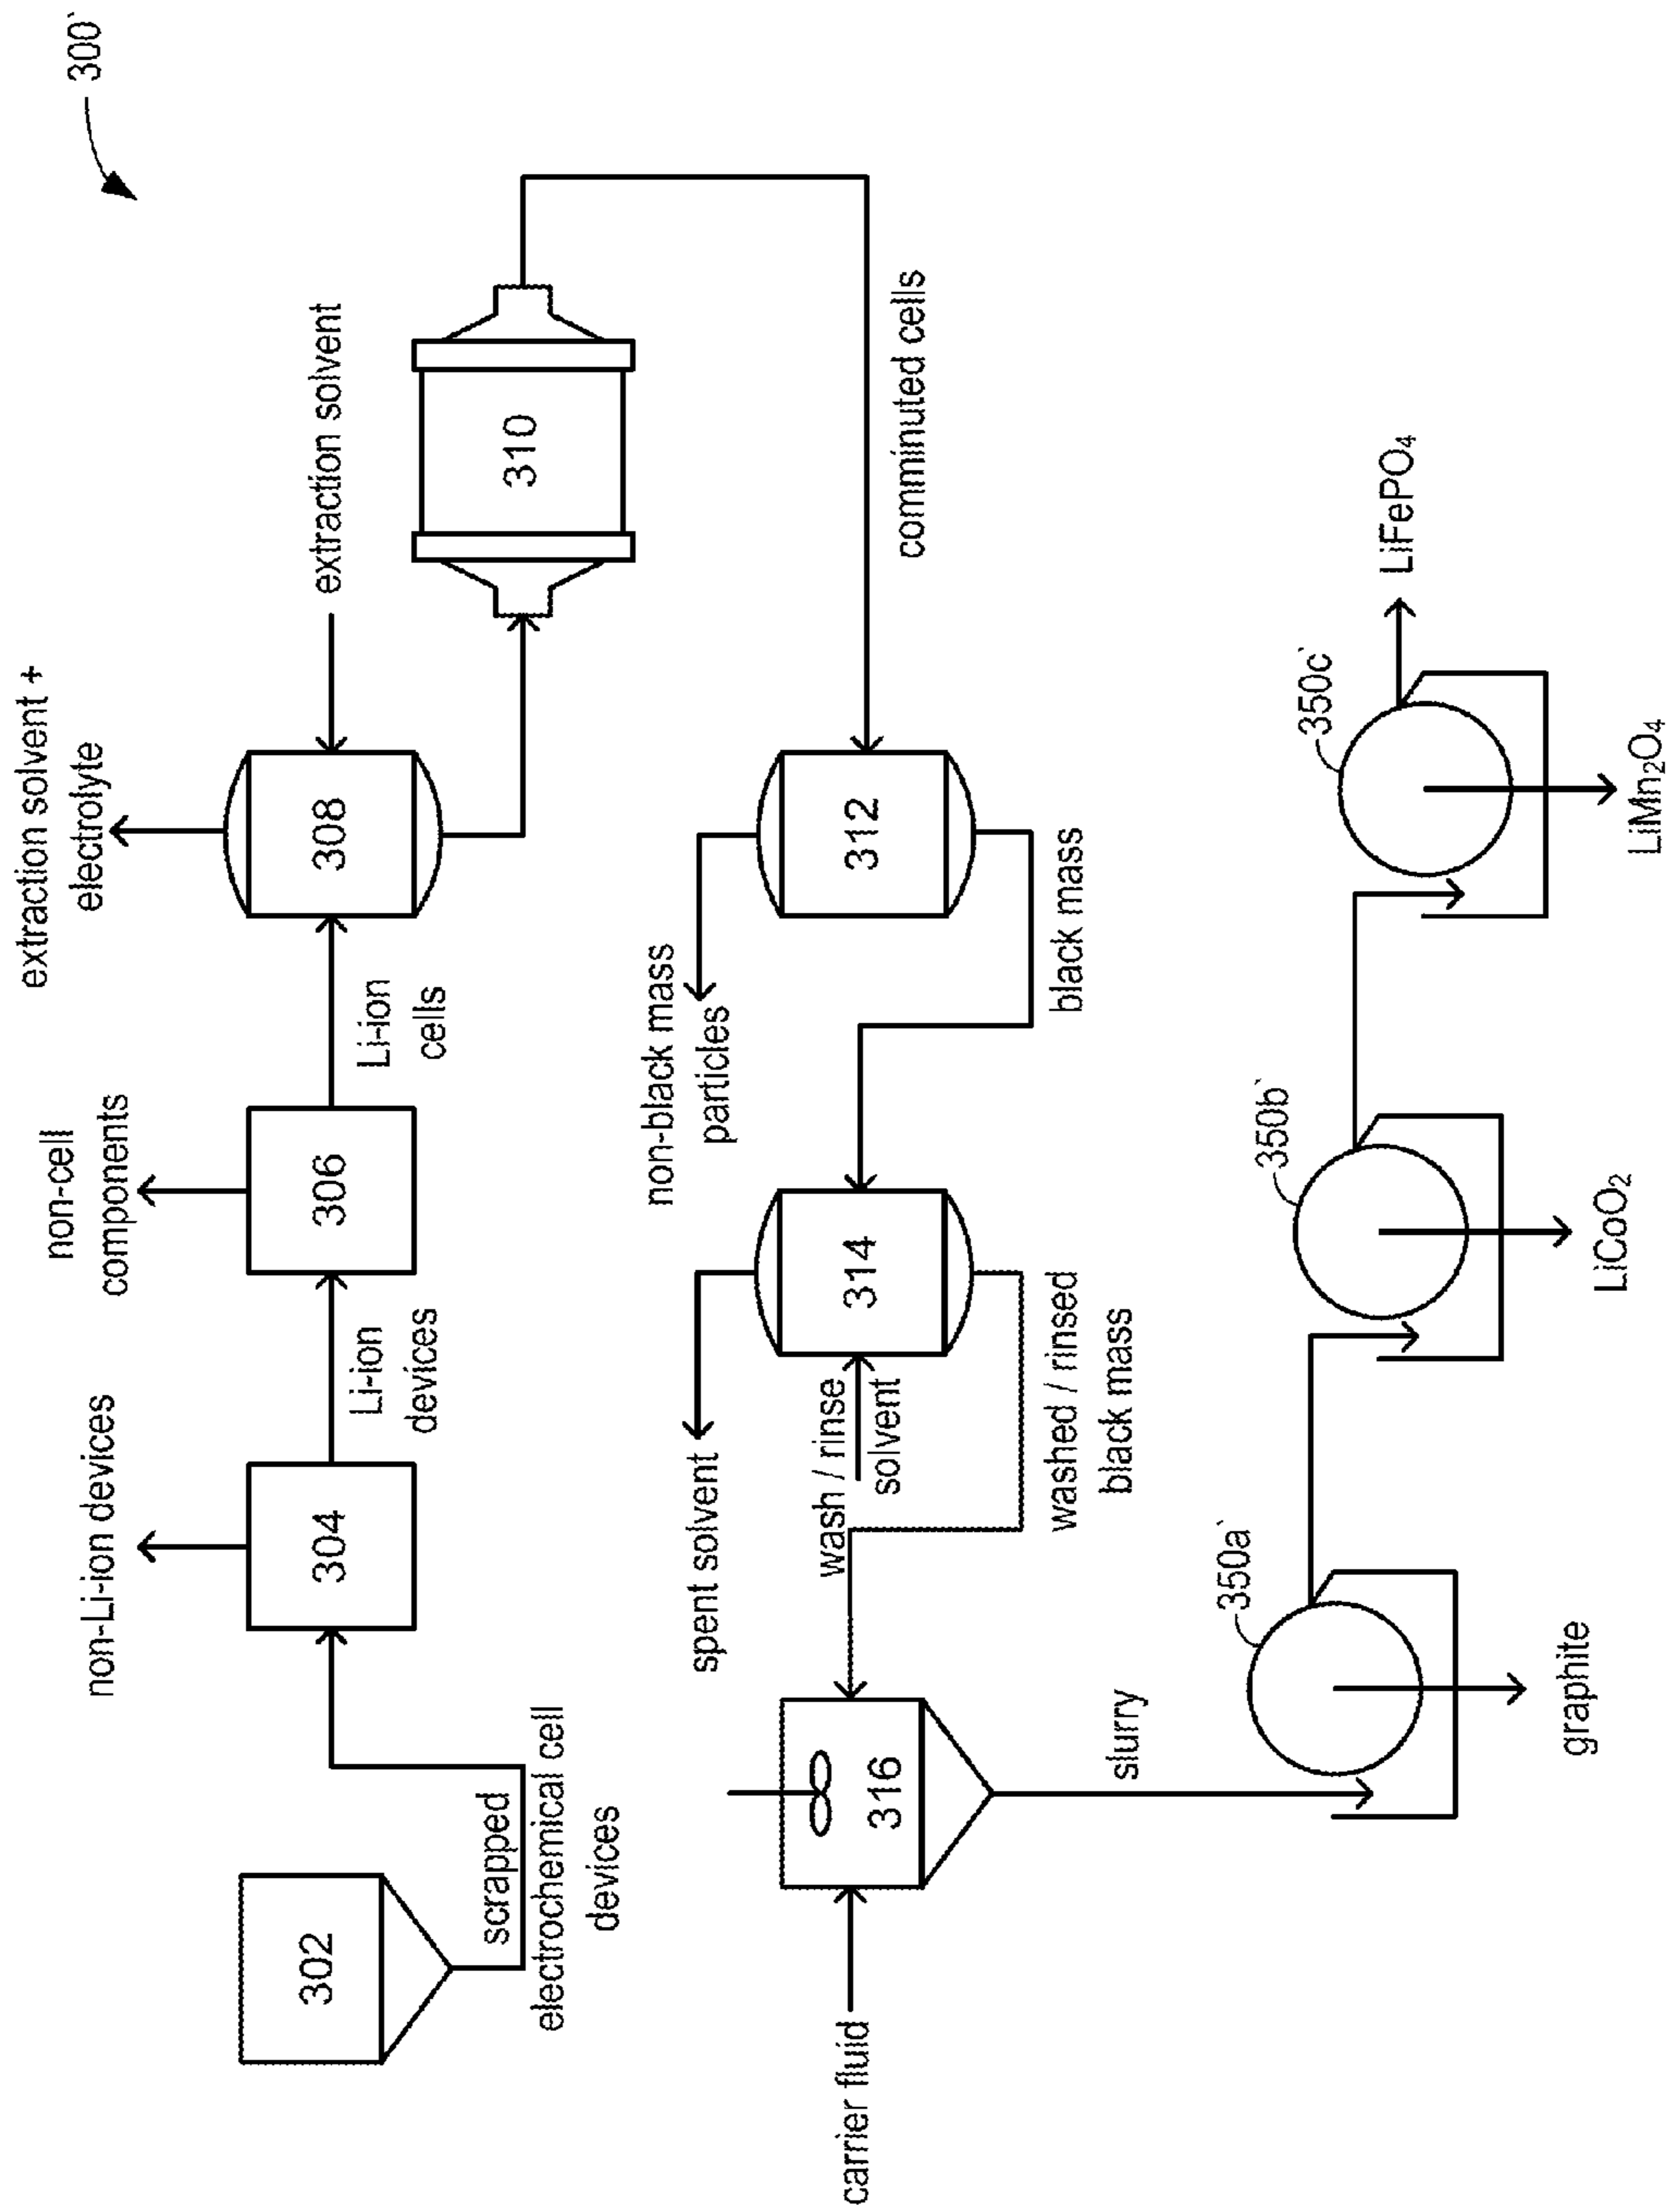 300`
302
scrapped
electrochemical cell
devices
304
non-Li-ion devices
Li-ion
devices
306
non-cell
components
Li-ion
cells
308
extraction solvent +
electrolyte
extraction solvent
310
comminuted cells
312
non-black mass
particles
black mass
314
spent solvent
wash / rinse
solvent
washed / rinsed
black mass
316
carrier fluid
slurry
350a`
graphite
350b`
LiCoO₂
350c`
LiMn₂O₄
LiFePO₄